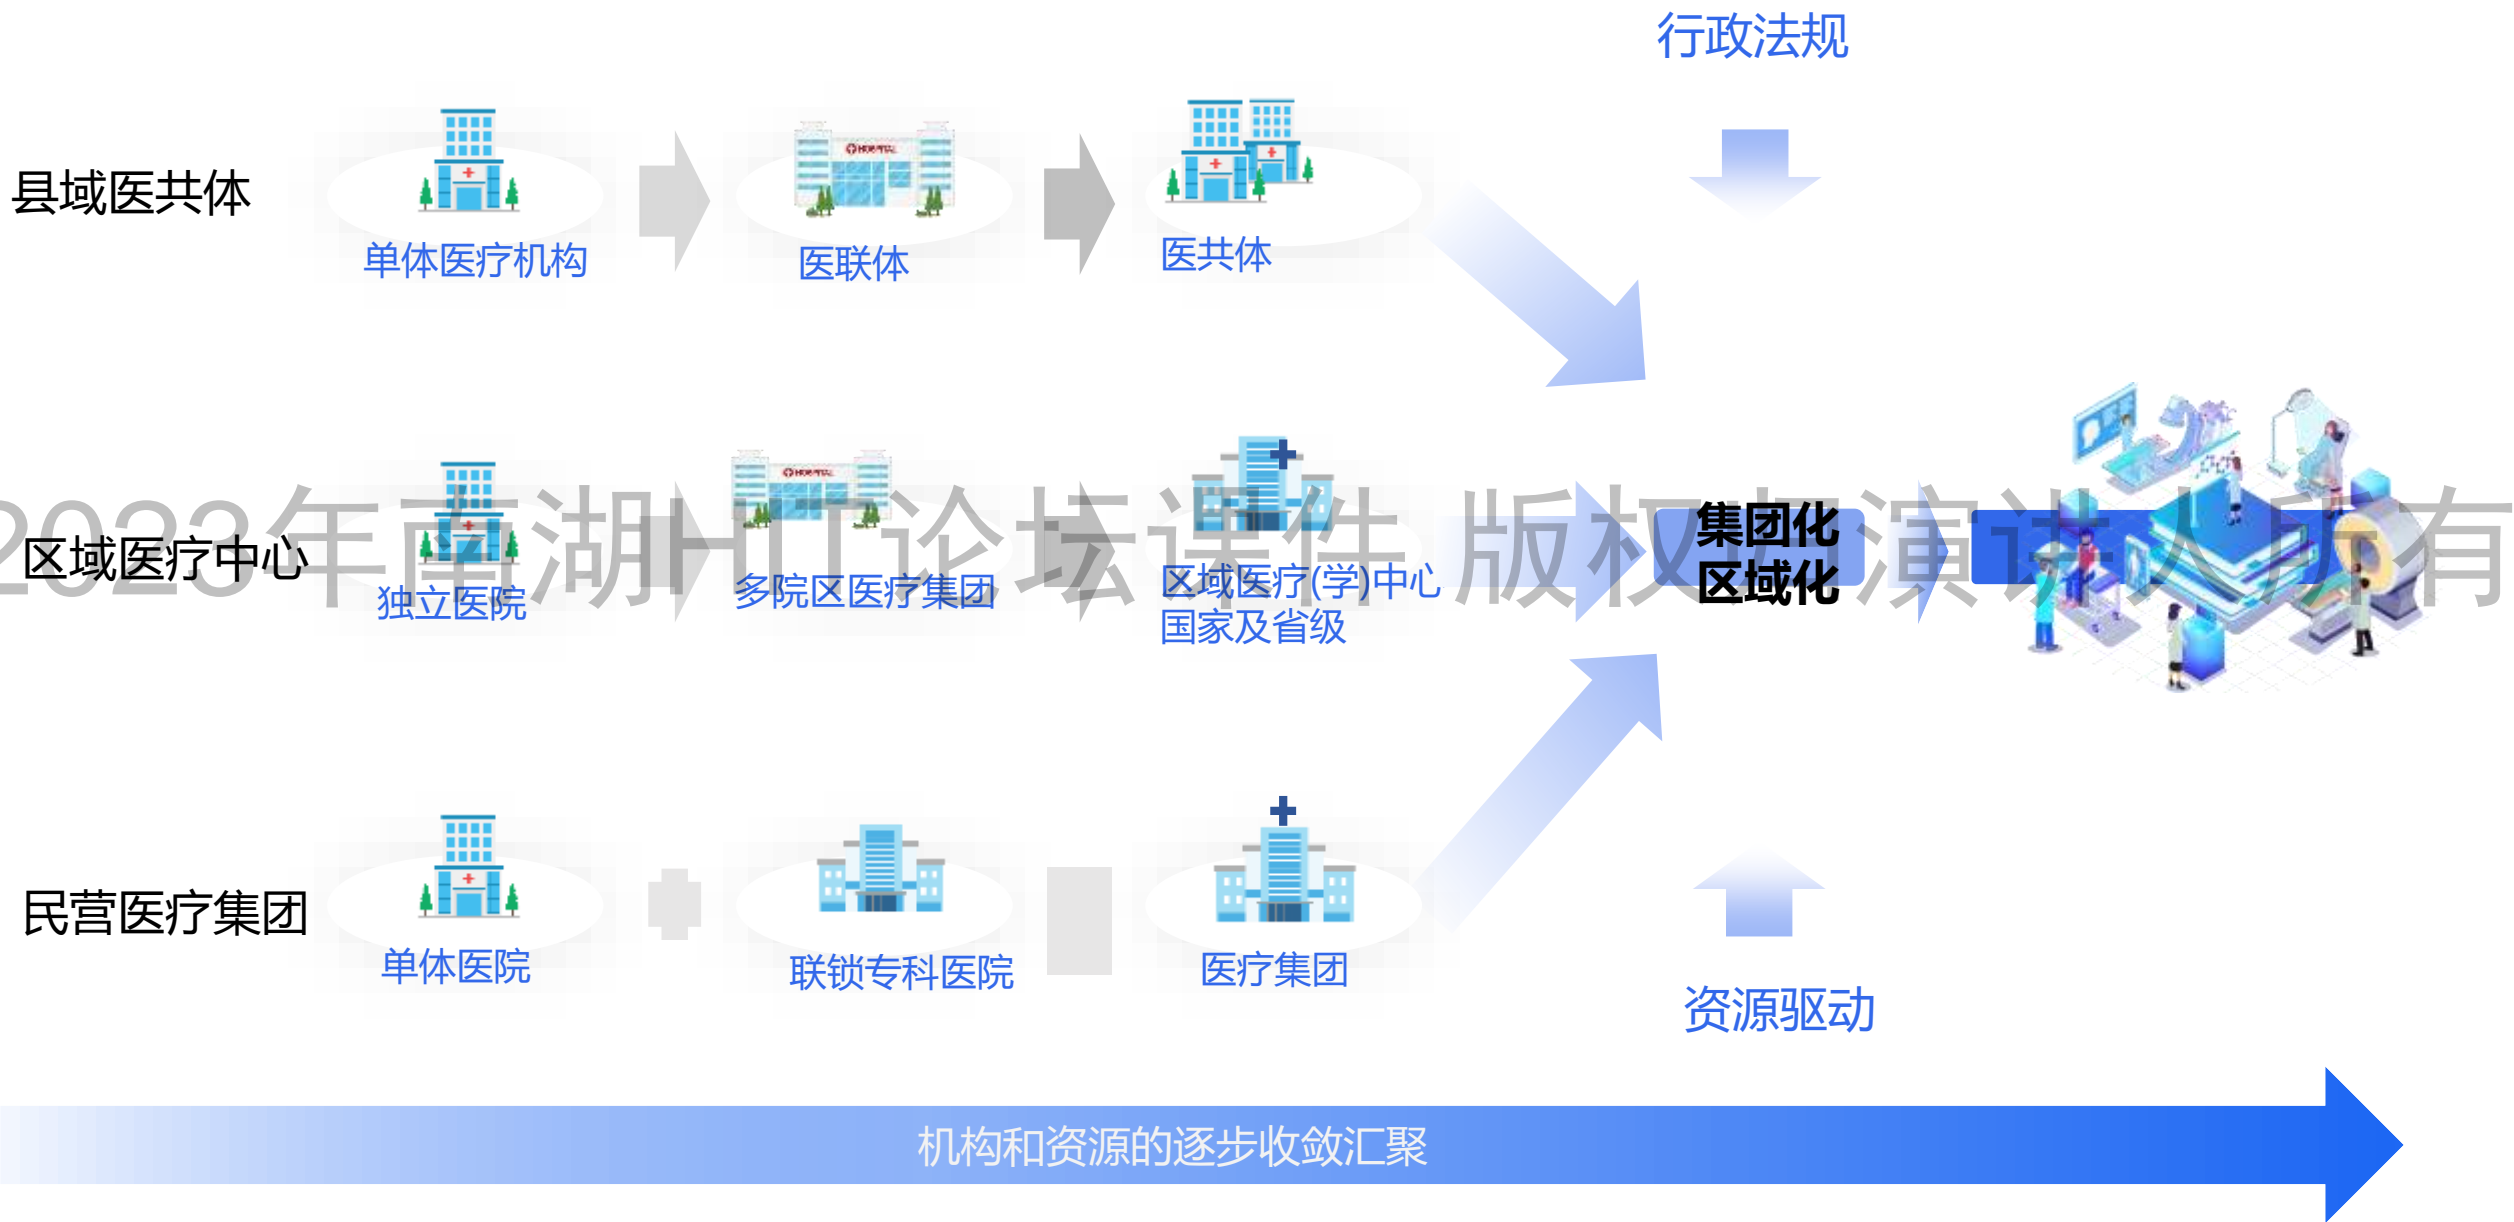 行政法规
县域医共体
HOSPITAL
单体医疗机构
医联体
医共体
HOSPITAL
2023年南湖HIT论坛课件 版权归演讲人所有
区域医疗中心
独立医院
多院区医疗集团
区域医疗(学)中心
国家及省级
集团化
区域化
民营医疗集团
单体医院
联锁专科医院
医疗集团
资源驱动
机构和资源的逐步收敛汇聚